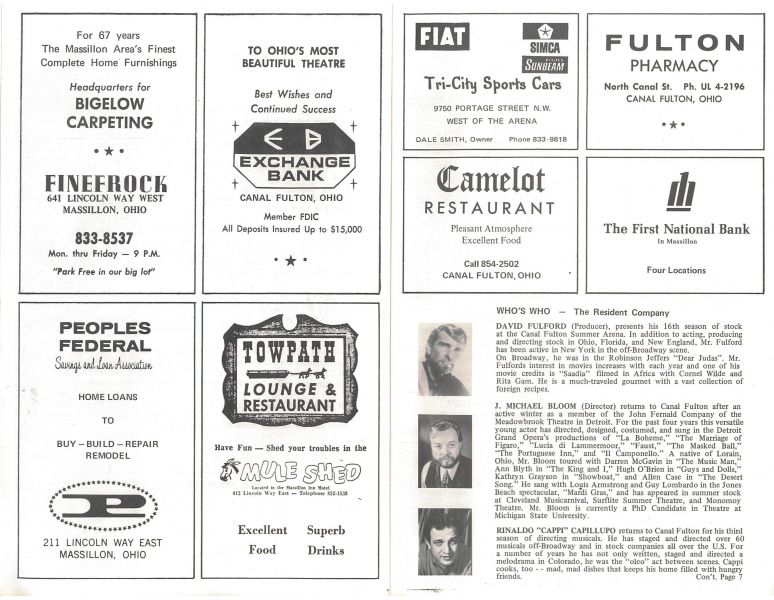 For 67 years
The Massillon Area's Finest
Complete Home Furnishings
Headquarters for
BIGELOW
CARPETING
FINEFROCK
641 LINCOLN WAY WEST
MASSILLON, OHIO
833-8537
Mon. thru Friday — 9 P.M.
"Park Free in our big lot"
TO OHIO'S MOST
BEAUTIFUL THEATRE
Best Wishes and
Continued Success
E B
EXCHANGE
BANK
CANAL FULTON, OHIO
Member FDIC
All Deposits Insured Up to $15,000
PEOPLES
FEDERAL
Savings and Loan Association
HOME LOANS
TO
BUY – BUILD – REPAIR
REMODEL
P
211 LINCOLN WAY EAST
MASSILLON, OHIO
TOWPATH
LOUNGE &
RESTAURANT
Have Fun — Shed your troubles in the
MULE SHED
Located in the Massillon Inn Motel
412 Lincoln Way East — Telephone 832-1538
Excellent Superb
Food Drinks
FIAT
SIMCA
SUNBEAM
Tri-City Sports Cars
9750 PORTAGE STREET N.W.
WEST OF THE ARENA
DALE SMITH, Owner Phone 833-9818
FULTON
PHARMACY
North Canal St. Ph. UL 4-2196
CANAL FULTON, OHIO
Camelot
RESTAURANT
Pleasant Atmosphere
Excellent Food
Call 854-2502
CANAL FULTON, OHIO
The First National Bank
In Massillon
Four Locations
WHO'S WHO — The Resident Company
DAVID FULFORD (Producer), presents his 16th season of stock
at the Canal Fulton Summer Arena. In addition to acting, producing
and directing stock in Ohio, Florida, and New England, Mr. Fulford
has been active in New York in the off-Broadway scene.
On Broadway, he was in the Robinson Jeffers "Dear Judas". Mr.
Fulfords interest in movies increases with each year and one of his
movie credits is "Saadia" filmed in Africa with Cornel Wilde and
Rita Gam. He is a much-traveled gourmet with a vast collection of
foreign recipes.
J. MICHAEL BLOOM (Director) returns to Canal Fulton after an
active winter as a member of the John Fernald Company of the
Meadowbrook Theatre in Detroit. For the past four years this versatile
young actor has directed, designed, costumed, and sung in the Detroit
Grand Opera's productions of "La Boheme," "The Marriage of
Figaro," "Lucia di Lammermoor," "Faust," "The Masked Ball,"
"The Portuguese Inn," and "Il Camponello." A native of Lorain,
Ohio, Mr. Bloom toured with Darren McGavin in "The Music Man,"
Ann Blyth in "The King and I," Hugh O'Brien in "Guys and Dolls,"
Kathryn Grayson in "Showboat," and Allen Case in "The Desert
Song." He sang with Louis Armstrong and Guy Lombardo in the Jones
Beach spectacular, "Mardi Gras," and has appeared in summer stock
at Cleveland Musicarnival, Surflite Summer Theatre, and Monomoy
Theatre. Mr. Bloom is currently a PhD Candidate in Theatre at
Michigan State University.
RINALDO "CAPPI" CAPILLUPO returns to Canal Fulton for his third
season of directing musicals. He has staged and directed over 60
musicals off-Broadway and in stock companies all over the U.S. For
a number of years he has not only written, staged and directed a
melodrama in Colorado, he was the "oleo" act between scenes. Cappi
cooks, too - - mad, mad dishes that keeps his home filled with hungry
friends. Con't. Page 7